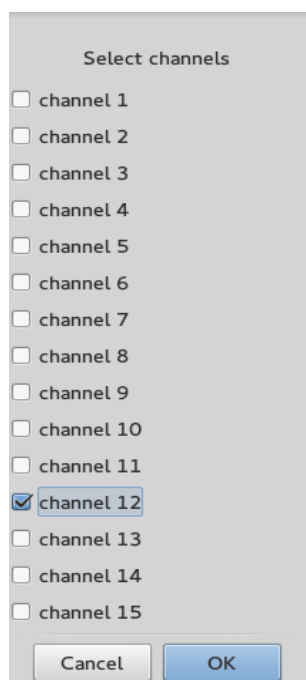 Select channels
channel 1
channel 2
channel 3
channel 4
channel 5
channel 6
channel 7
channel 8
channel 9
channel 10
channel 11
channel 12
channel 13
channel 14
channel 15
Cancel OK